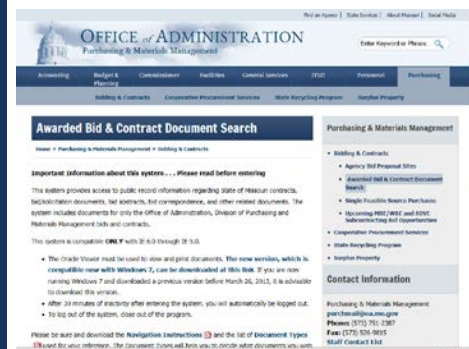 Find an Agency | State Services | About Missouri | Social Media
OFFICE of ADMINISTRATION
Purchasing & Materials Management
Enter Keyword or Phrase...
Accounting
Budget & Planning
Commissioner
Facilities
General Services
ITSD
Personnel
Purchasing
Bidding & Contracts
Cooperative Procurement Services
State Recycling Program
Surplus Property
Awarded Bid & Contract Document Search
Home » Purchasing & Materials Management » Bidding & Contracts
Important Information about this system . . . Please read before entering
This system provides access to public record information regarding State of Missouri contracts,
bid/solicitation documents, bid abstracts, bid correspondence, and other related documents. The
system includes documents for only the Office of Administration, Division of Purchasing and
Materials Management bids and contracts.
This system is compatible ONLY with IE 6.0 through IE 9.0.
• The Oracle Viewer must be used to view and print documents. The new version, which is
compatible now with Windows 7, can be downloaded at this link. If you are now
running Windows 7 and downloaded a previous version before March 26, 2013, it is advisable
to download this version.
• After 30 minutes of inactivity after entering the system, you will automatically be logged out.
• To log out of the system, close out of the program.
Please be sure and download the Navigation Instructions and the list of Document Types
used for your reference. The Document Types will help you to decide what documents you wish
Purchasing & Materials Management
• Bidding & Contracts
• Agency Bid Proposal Sites
• Awarded Bid & Contract Document
Search
• Single Feasible Source Purchases
• Upcoming MBE/WBE and SDVE
Subcontracting Bid Opportunities
• Cooperative Procurement Services
• State Recycling Program
• Surplus Property
Contact Information
Purchasing & Materials Management
purchmail@oa.mo.gov
Phone: (573) 751-2387
Fax: (573) 526-9815
Staff Contact List